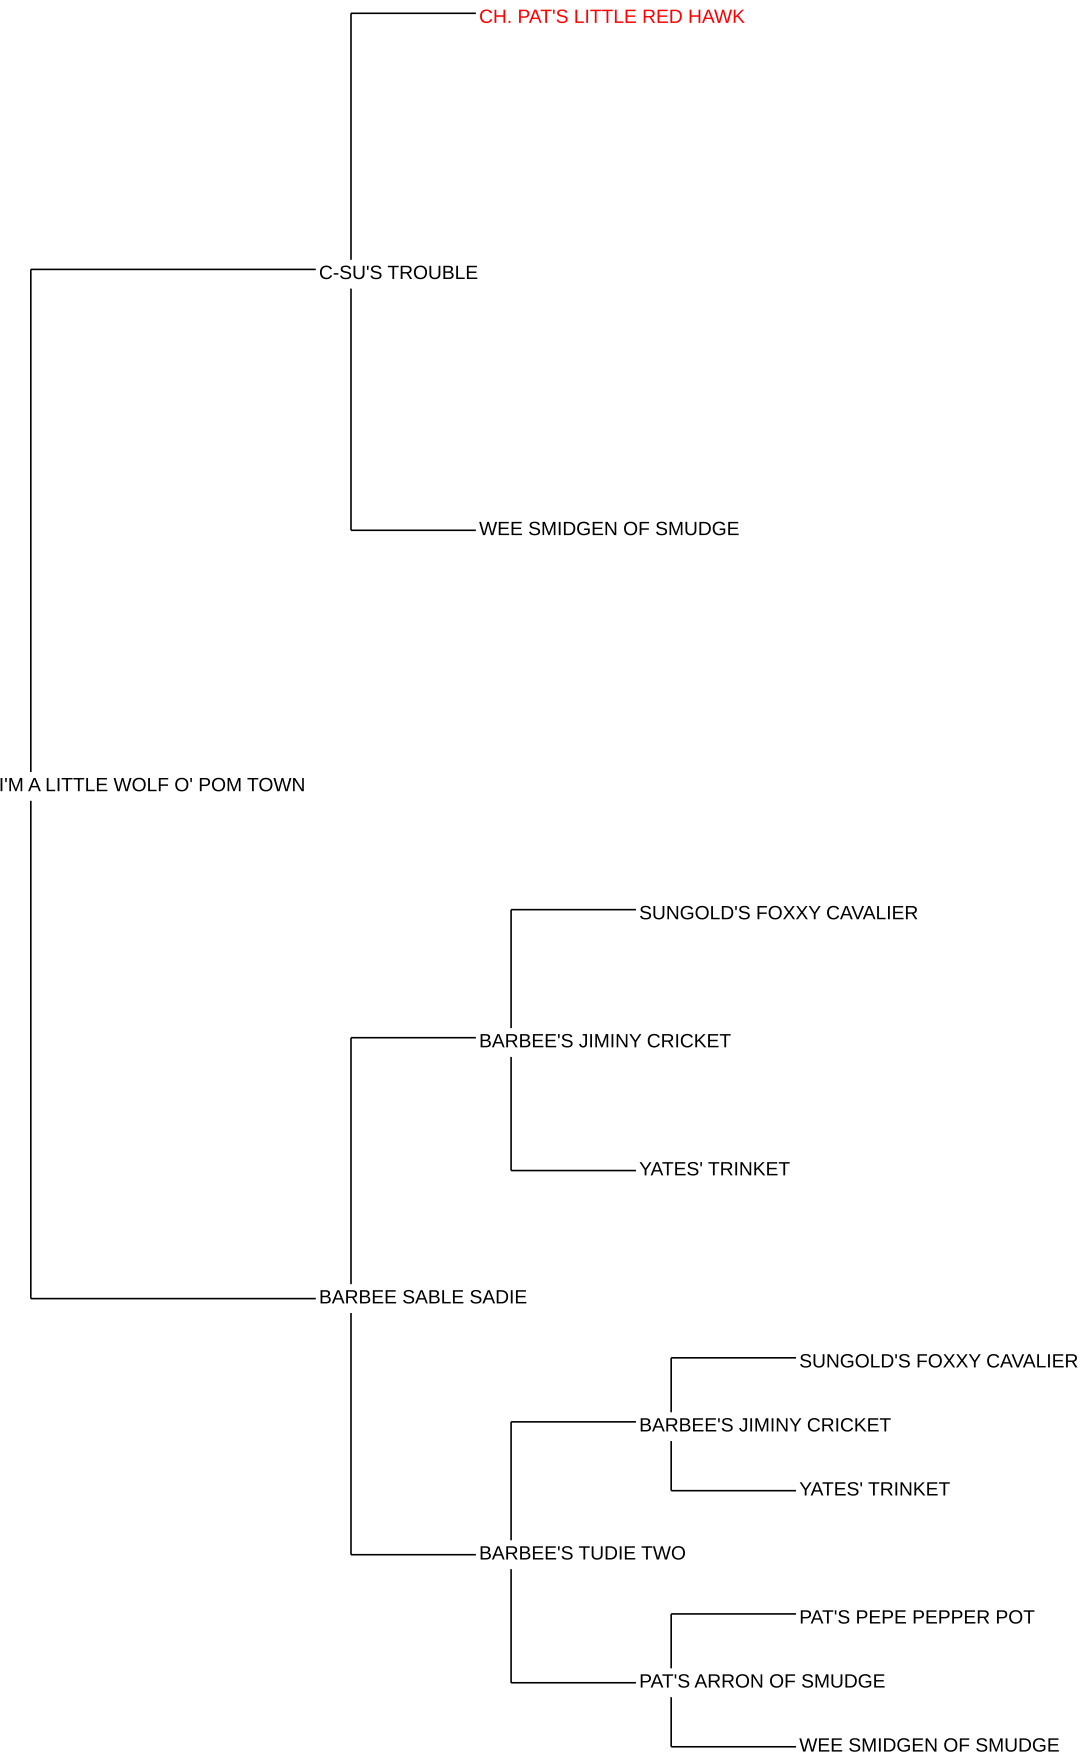 CH. PAT'S LITTLE RED HAWK
C-SU'S TROUBLE
WEE SMIDGEN OF SMUDGE
I'M A LITTLE WOLF O' POM TOWN
SUNGOLD'S FOXXY CAVALIER
BARBEE'S JIMINY CRICKET
YATES' TRINKET
BARBEE SABLE SADIE
SUNGOLD'S FOXXY CAVALIER
BARBEE'S JIMINY CRICKET
YATES' TRINKET
BARBEE'S TUDIE TWO
PAT'S PEPE PEPPER POT
PAT'S ARRON OF SMUDGE
WEE SMIDGEN OF SMUDGE